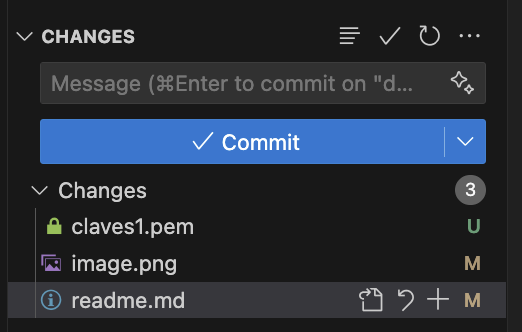 CHANGES
Message (⌘Enter to commit on "d...
Commit
Changes 3
claves1.pem U
image.png M
readme.md M